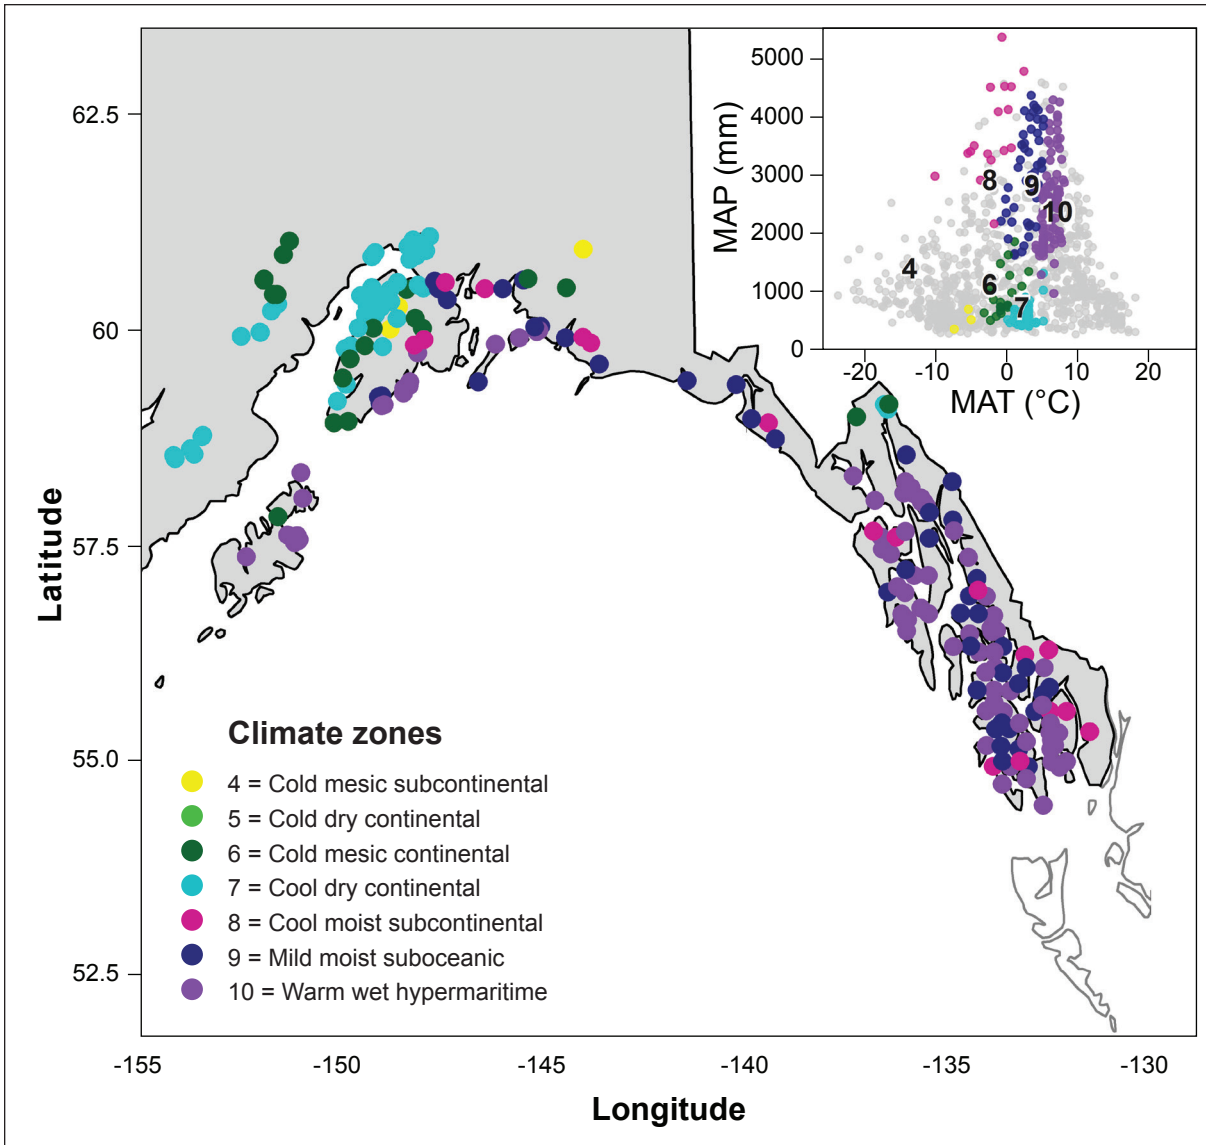 62.5
60
57.5
55.0
52.5
Latitude
-155
-150
-145
-140
-135
-130
Longitude
5000
4000
3000
2000
1000
0
MAP (mm)
-20
-10
0
10
20
MAT (°C)
4
6
7
8
9
10
Climate zones
4 = Cold mesic subcontinental
5 = Cold dry continental
6 = Cold mesic continental
7 = Cool dry continental
8 = Cool moist subcontinental
9 = Mild moist suboceanic
10 = Warm wet hypermaritime